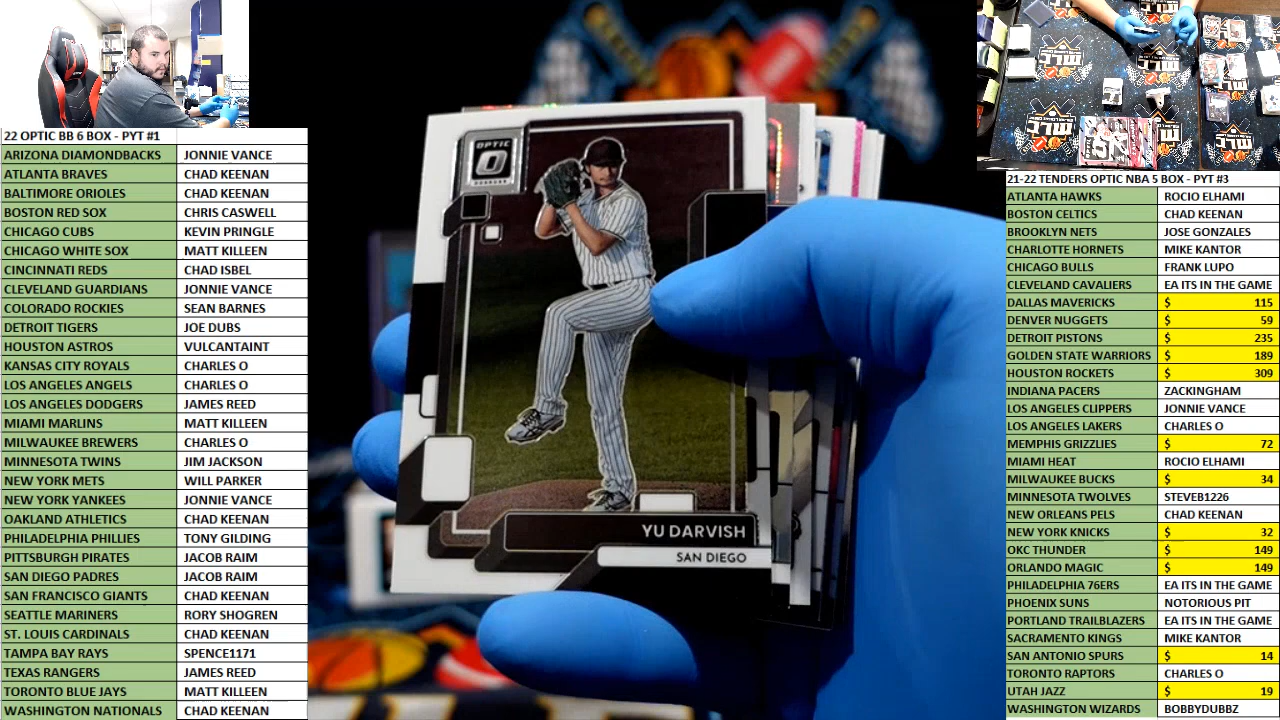 22 OPTIC BB 6 BOX - PYT #1
ARIZONA DIAMONDBACKS JONNIE VANCE
ATLANTA BRAVES CHAD KEENAN
BALTIMORE ORIOLES CHAD KEENAN
BOSTON RED SOX CHRIS CASWELL
CHICAGO CUBS KEVIN PRINGLE
CHICAGO WHITE SOX MATT KILLEEN
CINCINNATI REDS CHAD ISBEL
CLEVELAND GUARDIANS JONNIE VANCE
COLORADO ROCKIES SEAN BARNES
DETROIT TIGERS JOE DUBS
HOUSTON ASTROS VULCANTAINT
KANSAS CITY ROYALS CHARLES O
LOS ANGELES ANGELS CHARLES O
LOS ANGELES DODGERS JAMES REED
MIAMI MARLINS MATT KILLEEN
MILWAUKEE BREWERS CHARLES O
MINNESOTA TWINS JIM JACKSON
NEW YORK METS WILL PARKER
NEW YORK YANKEES JONNIE VANCE
OAKLAND ATHLETICS CHAD KEENAN
PHILADELPHIA PHILLIES TONY GILDING
PITTSBURGH PIRATES JACOB RAIM
SAN DIEGO PADRES JACOB RAIM
SAN FRANCISCO GIANTS CHAD KEENAN
SEATTLE MARINERS RORY SHOGREN
ST. LOUIS CARDINALS CHAD KEENAN
TAMPA BAY RAYS SPENCE1171
TEXAS RANGERS JAMES REED
TORONTO BLUE JAYS MATT KILLEEN
WASHINGTON NATIONALS CHAD KEENAN
OPTIC
DONRUSS
YU DARVISH
SAN DIEGO
21-22 TENDERS OPTIC NBA 5 BOX - PYT #3
ATLANTA HAWKS ROCIO ELHAMI
BOSTON CELTICS CHAD KEENAN
BROOKLYN NETS JOSE GONZALES
CHARLOTTE HORNETS MIKE KANTOR
CHICAGO BULLS FRANK LUPO
CLEVELAND CAVALIERS EA ITS IN THE GAME
DALLAS MAVERICKS $ 115
DENVER NUGGETS $ 59
DETROIT PISTONS $ 235
GOLDEN STATE WARRIORS $ 189
HOUSTON ROCKETS $ 309
INDIANA PACERS ZACKINGHAM
LOS ANGELES CLIPPERS JONNIE VANCE
LOS ANGELES LAKERS CHARLES O
MEMPHIS GRIZZLIES $ 72
MIAMI HEAT ROCIO ELHAMI
MILWAUKEE BUCKS $ 34
MINNESOTA TWOLVES STEVEB1226
NEW ORLEANS PELS CHAD KEENAN
NEW YORK KNICKS $ 32
OKC THUNDER $ 149
ORLANDO MAGIC $ 149
PHILADELPHIA 76ERS EA ITS IN THE GAME
PHOENIX SUNS NOTORIOUS PIT
PORTLAND TRAILBLAZERS EA ITS IN THE GAME
SACRAMENTO KINGS MIKE KANTOR
SAN ANTONIO SPURS $ 14
TORONTO RAPTORS CHARLES O
UTAH JAZZ $ 19
WASHINGTON WIZARDS BOBBYDUBBZ